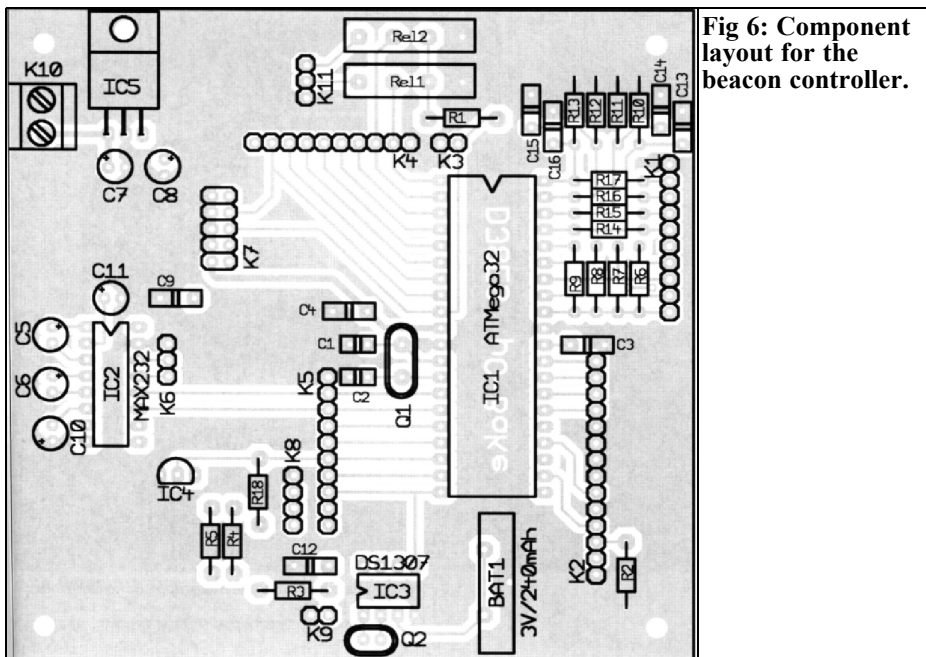 Fig 6: Component
layout for the
beacon controller.
Rel2
K10
IC5
K11
Rel1
C14
C13
R1
R13
R12
R11
R10
C15
C16
K4
K3
K1
C7
C8
R17
R16
R15
R14
K7
ATMega32
IC1
R9
R8
R7
R6
C11
C9
C4
C5
IC2
MAX232
K6
C1
C3
C6
K5
C2
Q1
C10
K8
IC4
R18
R5
R4
C12
DS1307
BAT1
3V/240mAh
K2
R2
R3
IC3
K9
Q2